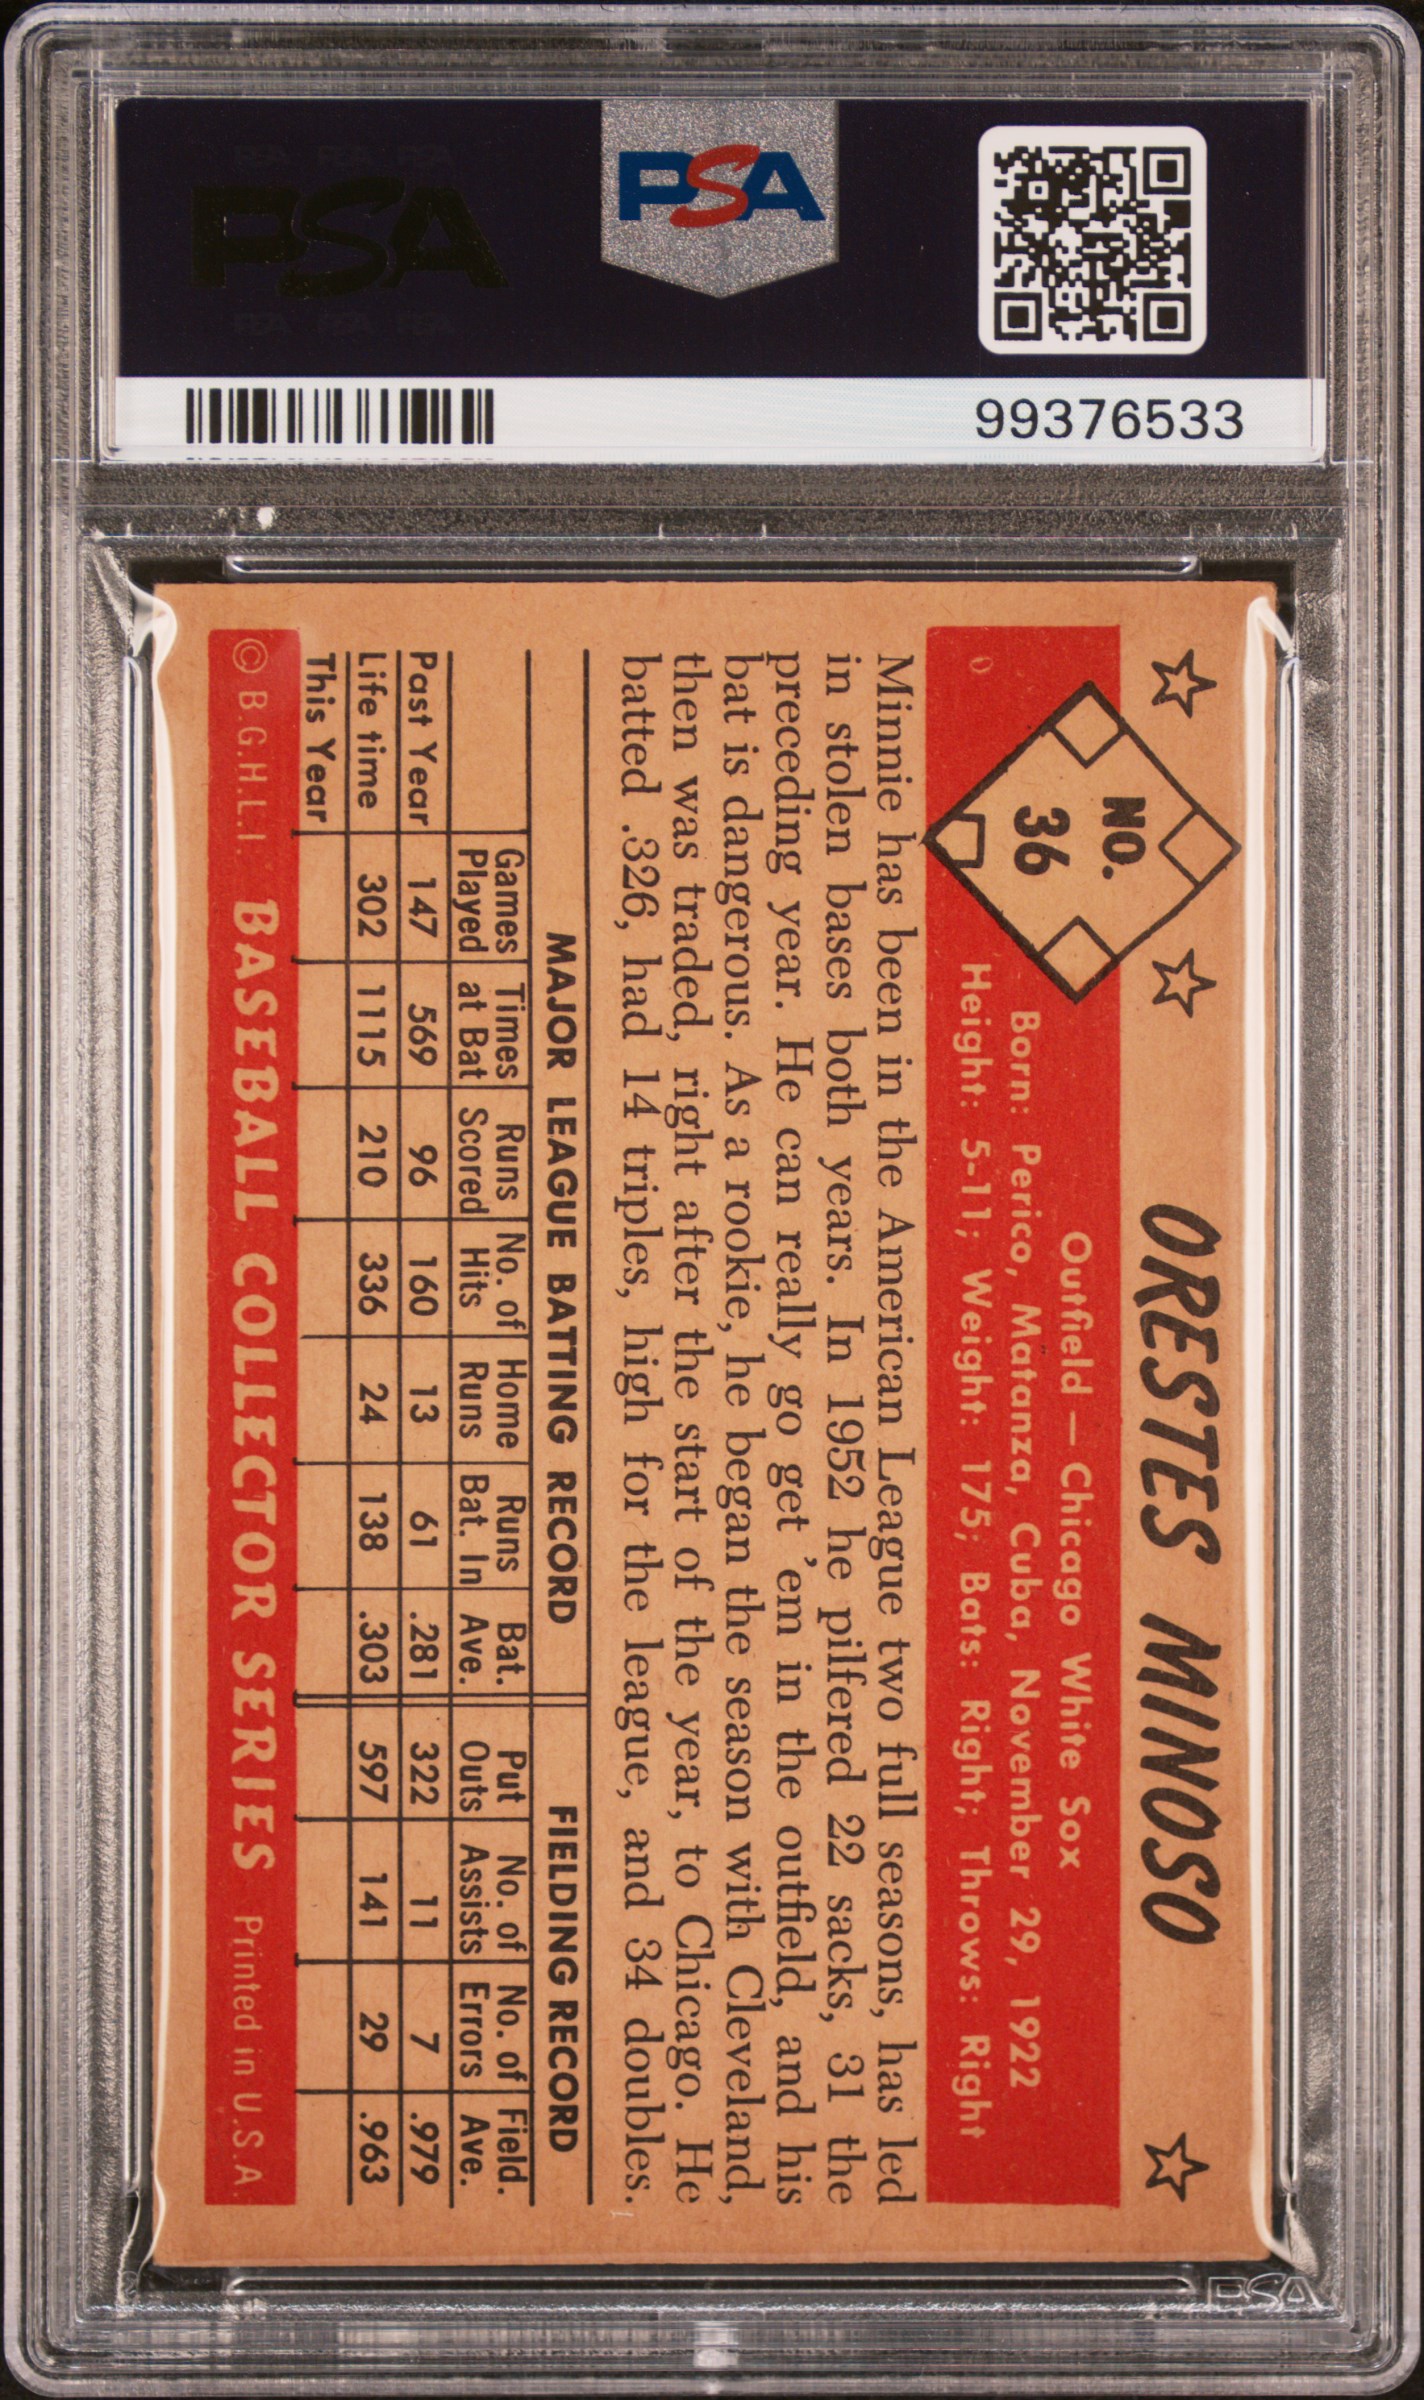 PSA
PSA
99376533
NO.
36
ORESTES MINOSO
Outfield — Chicago White Sox
Born: Perico, Matanza, Cuba, November 29, 1922
Height: 5-11; Weight: 175; Bats: Right; Throws: Right
Minnie has been in the American League two full seasons, has led
in stolen bases both years. In 1952 he pilfered 22 sacks, 31 the
preceding year. He can really go get 'em in the outfield, and his
bat is dangerous. As a rookie, he began the season with Cleveland,
then was traded, right after the start of the year, to Chicago. He
batted .326, had 14 triples, high for the league, and 34 doubles.
MAJOR LEAGUE BATTING RECORD FIELDING RECORD
Games Played Times at Bat Runs Scored No. of Hits Home Runs Runs Bat. In Bat. Ave. Put Outs No. of Assists No. of Errors Field. Ave.
Past Year 147 569 96 160 13 61 .281 322 11 7 .979
Life time 302 1115 210 336 24 138 .303 597 141 29 .963
This Year
© B.G.H.L.I. BASEBALL COLLECTOR SERIES Printed in U.S.A.
PSA